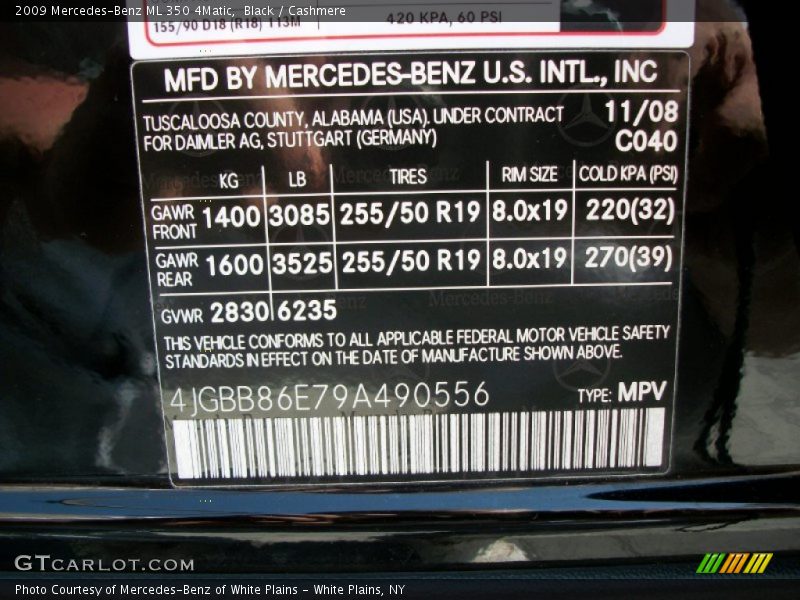 2009 Mercedes-Benz ML 350 4Matic,  Black / Cashmere
155/90 D18 (R18) 113M
420 KPA, 60 PSI
MFD BY MERCEDES-BENZ U.S. INTL., INC
TUSCALOOSA COUNTY, ALABAMA (USA). UNDER CONTRACT 11/08
FOR DAIMLER AG, STUTTGART (GERMANY) C040
KG LB TIRES RIM SIZE COLD KPA (PSI)
GAWR FRONT 1400 3085 255/50 R19 8.0x19 220(32)
GAWR REAR 1600 3525 255/50 R19 8.0x19 270(39)
GVWR 2830 6235
THIS VEHICLE CONFORMS TO ALL APPLICABLE FEDERAL MOTOR VEHICLE SAFETY
STANDARDS IN EFFECT ON THE DATE OF MANUFACTURE SHOWN ABOVE.
4JGBB86E79A490556 TYPE: MPV
GTCARLOT.COM
Photo Courtesy of Mercedes-Benz of White Plains - White Plains, NY